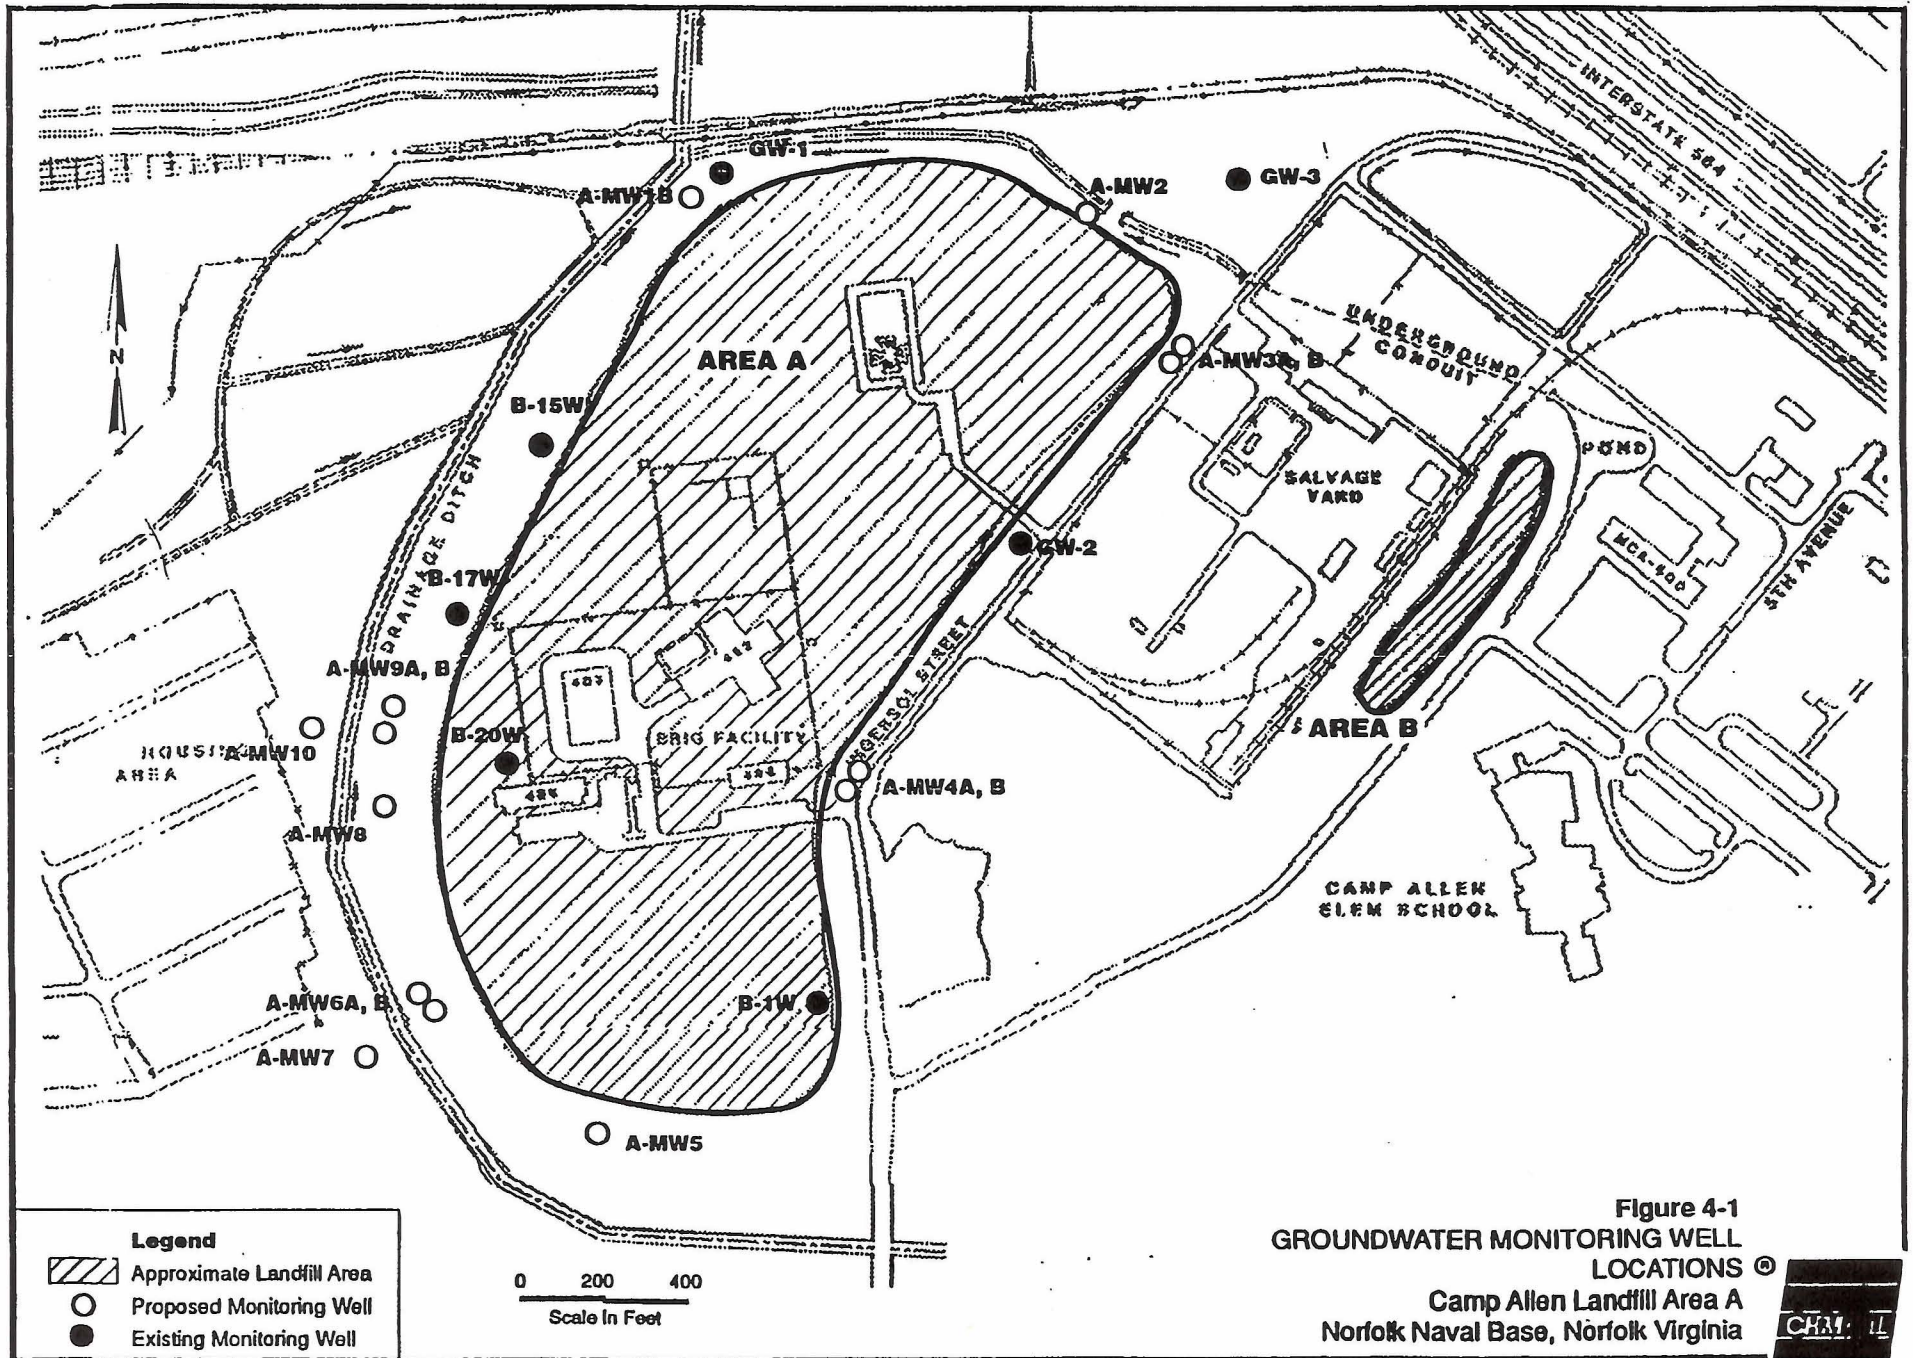 INTERSTATE 564
GW-1
A-MW1B
A-MW2
GW-3
N
AREA A
UNDERGROUND
CONDUIT
A-MW3A, B
B-15W
DRAINAGE DITCH
POND
SALVAGE
YARD
MCA-600
5TH AVENUE
GW-2
B-17W
A-MW9A, B
INGERSOL STREET
AREA B
B-20W
BRIG FACILITY
A-MW10
HOUSING
AREA
A-MW4A, B
A-MW8
CAMP ALLEN
ELEM SCHOOL
A-MW6A, B
B-1W
A-MW7
A-MW5
Legend
Approximate Landfill Area
Proposed Monitoring Well
Existing Monitoring Well
0 200 400
Scale In Feet
Figure 4-1
GROUNDWATER MONITORING WELL
LOCATIONS ®
Camp Allen Landfill Area A
Norfolk Naval Base, Norfolk Virginia